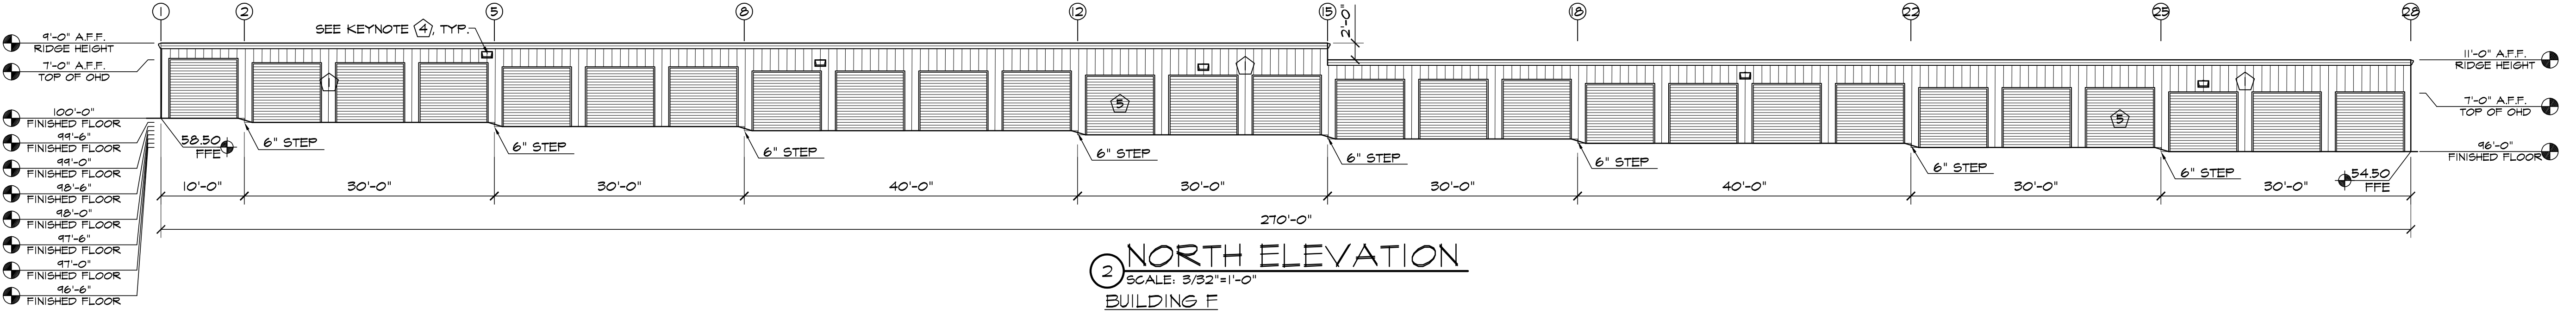 1 2 5 8 12 15 18 22 25 28
SEE KEYNOTE 4, TYP.
2'-0"
9'-0" A.F.F.
RIDGE HEIGHT
7'-0" A.F.F.
TOP OF OHD
11'-0" A.F.F.
RIDGE HEIGHT
7'-0" A.F.F.
TOP OF OHD
1
1
1
5
5
100'-0"
FINISHED FLOOR
99'-6"
FINISHED FLOOR
99'-0"
FINISHED FLOOR
98'-6"
FINISHED FLOOR
98'-0"
FINISHED FLOOR
97'-6"
FINISHED FLOOR
97'-0"
FINISHED FLOOR
96'-6"
FINISHED FLOOR
96'-0"
FINISHED FLOOR
58.50
FFE
6" STEP
6" STEP
6" STEP
6" STEP
6" STEP
6" STEP
6" STEP
6" STEP
54.50
FFE
10'-0" 30'-0" 30'-0" 40'-0" 30'-0" 30'-0" 40'-0" 30'-0" 30'-0"
270'-0"
2 NORTH ELEVATION
SCALE: 3/32"=1'-0"
BUILDING F